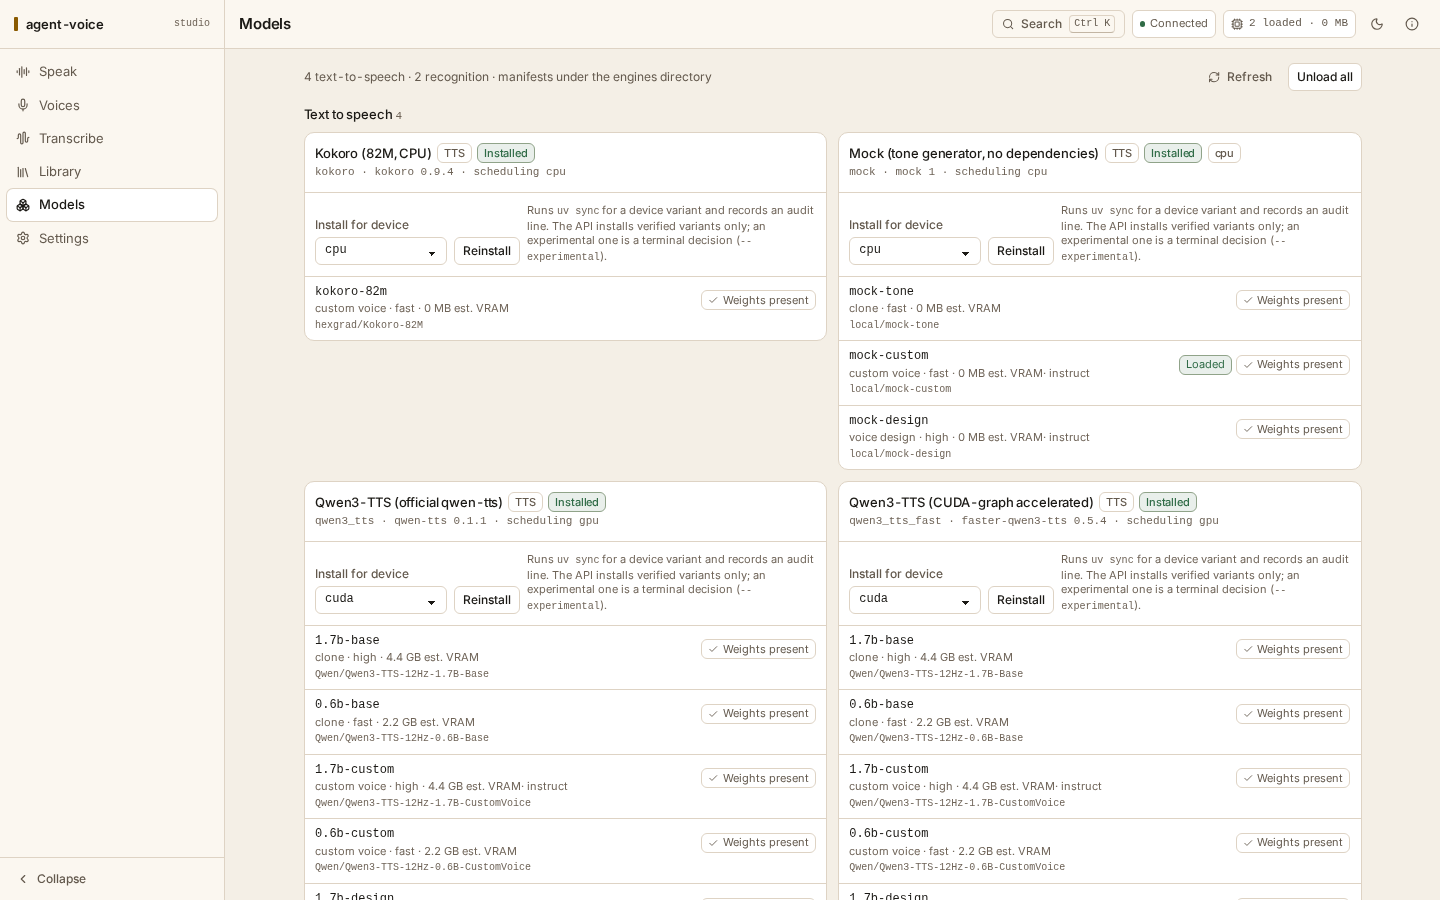 agent-voice studio
Models
Search Ctrl K
Connected
2 loaded · 0 MB
Speak
Voices
Transcribe
Library
Models
Settings
Collapse
4 text-to-speech · 2 recognition · manifests under the engines directory
Refresh
Unload all
Text to speech 4
Kokoro (82M, CPU) TTS Installed
kokoro · kokoro 0.9.4 · scheduling cpu
Install for device
cpu
Reinstall
Runs uv sync for a device variant and records an audit
line. The API installs verified variants only; an
experimental one is a terminal decision (--
experimental).
kokoro-82m
custom voice · fast · 0 MB est. VRAM
hexgrad/Kokoro-82M
Weights present
Mock (tone generator, no dependencies) TTS Installed cpu
mock · mock 1 · scheduling cpu
Install for device
cpu
Reinstall
Runs uv sync for a device variant and records an audit
line. The API installs verified variants only; an
experimental one is a terminal decision (--
experimental).
mock-tone
clone · fast · 0 MB est. VRAM
local/mock-tone
Weights present
mock-custom
custom voice · fast · 0 MB est. VRAM· instruct
local/mock-custom
Loaded
Weights present
mock-design
voice design · high · 0 MB est. VRAM· instruct
local/mock-design
Weights present
Qwen3-TTS (official qwen-tts) TTS Installed
qwen3_tts · qwen-tts 0.1.1 · scheduling gpu
Install for device
cuda
Reinstall
Runs uv sync for a device variant and records an audit
line. The API installs verified variants only; an
experimental one is a terminal decision (--
experimental).
1.7b-base
clone · high · 4.4 GB est. VRAM
Qwen/Qwen3-TTS-12Hz-1.7B-Base
Weights present
0.6b-base
clone · fast · 2.2 GB est. VRAM
Qwen/Qwen3-TTS-12Hz-0.6B-Base
Weights present
1.7b-custom
custom voice · high · 4.4 GB est. VRAM· instruct
Qwen/Qwen3-TTS-12Hz-1.7B-CustomVoice
Weights present
0.6b-custom
custom voice · fast · 2.2 GB est. VRAM
Qwen/Qwen3-TTS-12Hz-0.6B-CustomVoice
Weights present
1.7b-design
Qwen3-TTS (CUDA-graph accelerated) TTS Installed
qwen3_tts_fast · faster-qwen3-tts 0.5.4 · scheduling gpu
Install for device
cuda
Reinstall
Runs uv sync for a device variant and records an audit
line. The API installs verified variants only; an
experimental one is a terminal decision (--
experimental).
1.7b-base
clone · high · 4.4 GB est. VRAM
Qwen/Qwen3-TTS-12Hz-1.7B-Base
Weights present
0.6b-base
clone · fast · 2.2 GB est. VRAM
Qwen/Qwen3-TTS-12Hz-0.6B-Base
Weights present
1.7b-custom
custom voice · high · 4.4 GB est. VRAM· instruct
Qwen/Qwen3-TTS-12Hz-1.7B-CustomVoice
Weights present
0.6b-custom
custom voice · fast · 2.2 GB est. VRAM
Qwen/Qwen3-TTS-12Hz-0.6B-CustomVoice
Weights present
1.7b-design